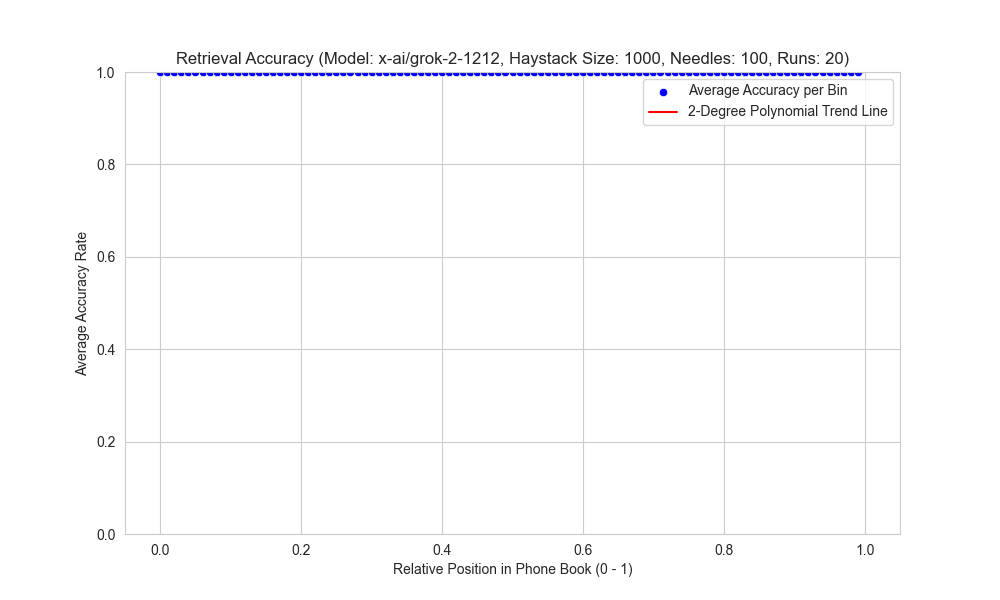 Retrieval Accuracy (Model: x-ai/grok-2-1212, Haystack Size: 1000, Needles: 100, Runs: 20)
1.0
Average Accuracy per Bin
2-Degree Polynomial Trend Line
0.8
0.6
Average Accuracy Rate
0.4
0.2
0.0
0.0 0.2 0.4 0.6 0.8 1.0
Relative Position in Phone Book (0 - 1)